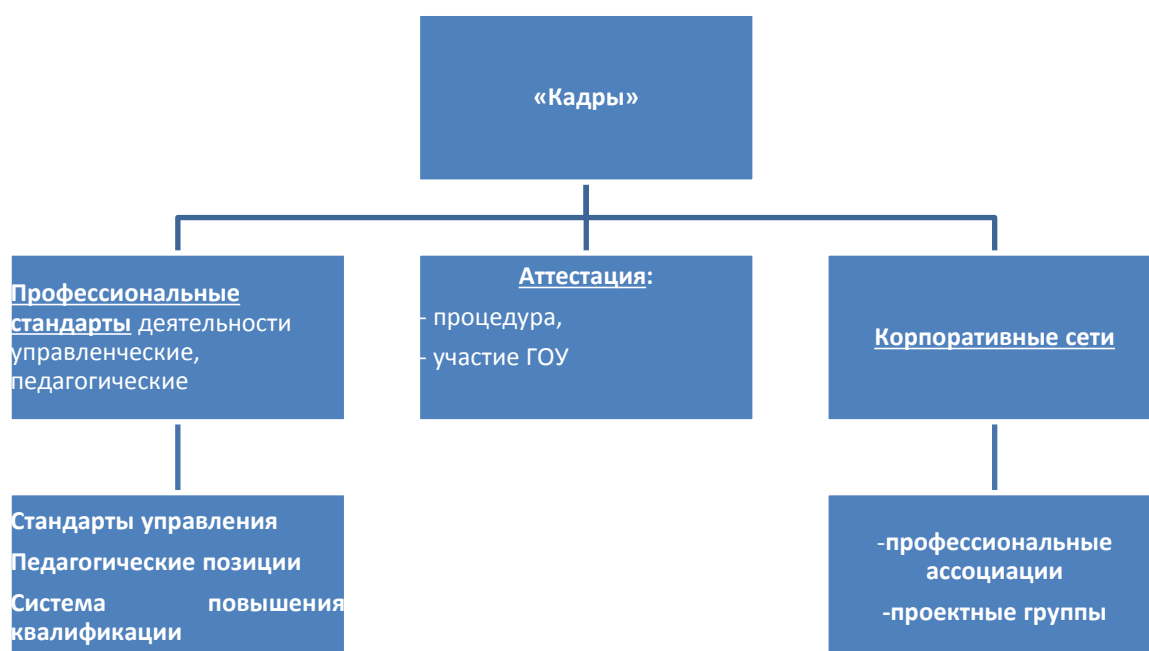 «Кадры»
Профессиональные
стандарты деятельности
управленческие,
педагогические
Аттестация:
- процедура,
- участие ГОУ
Корпоративные сети
Стандарты управления
Педагогические позиции
Система повышения
квалификации
-профессиональные
ассоциации
-проектные группы